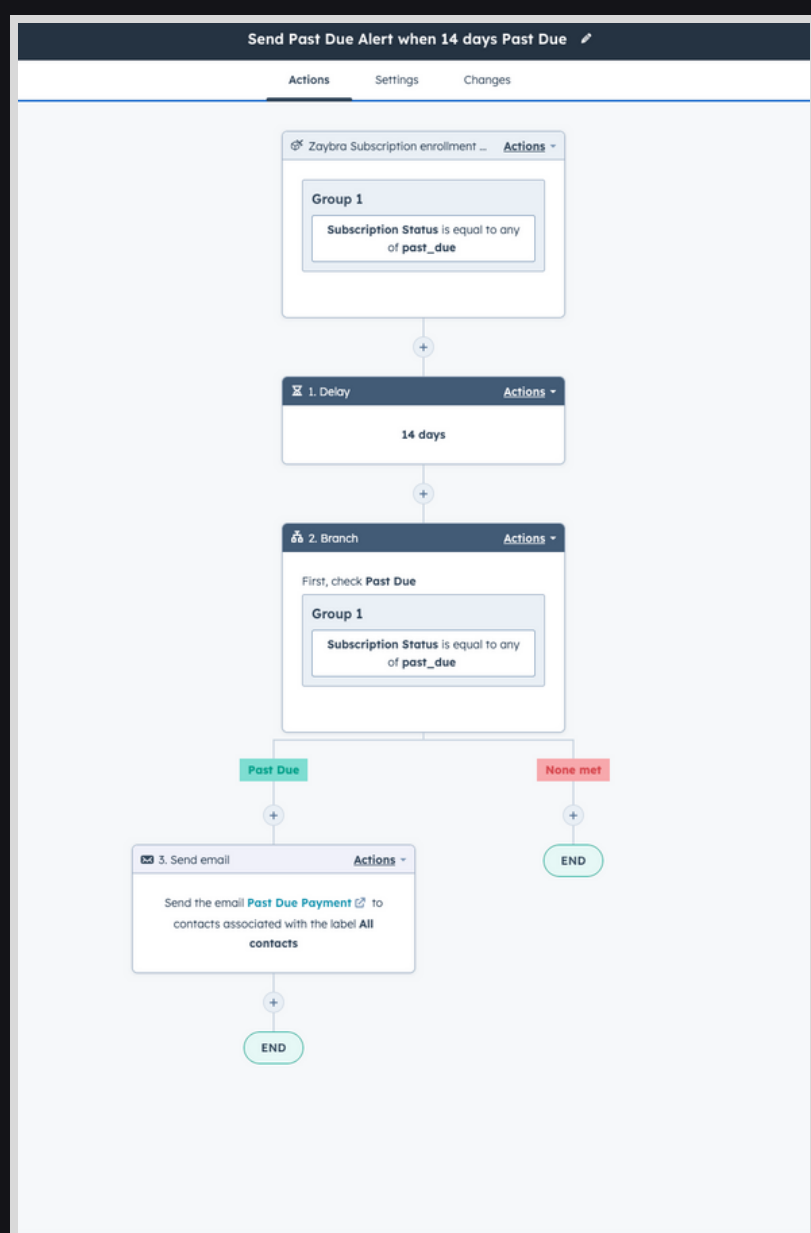 Send Past Due Alert when 14 days Past Due
Actions Settings Changes
Zaybra Subscription enrollment ... Actions
Group 1
Subscription Status is equal to any
of past_due
+
1. Delay Actions
14 days
+
2. Branch Actions
First, check Past Due
Group 1
Subscription Status is equal to any
of past_due
Past Due None met
+ +
3. Send email Actions
END
Send the email Past Due Payment to
contacts associated with the label All
contacts
+
END